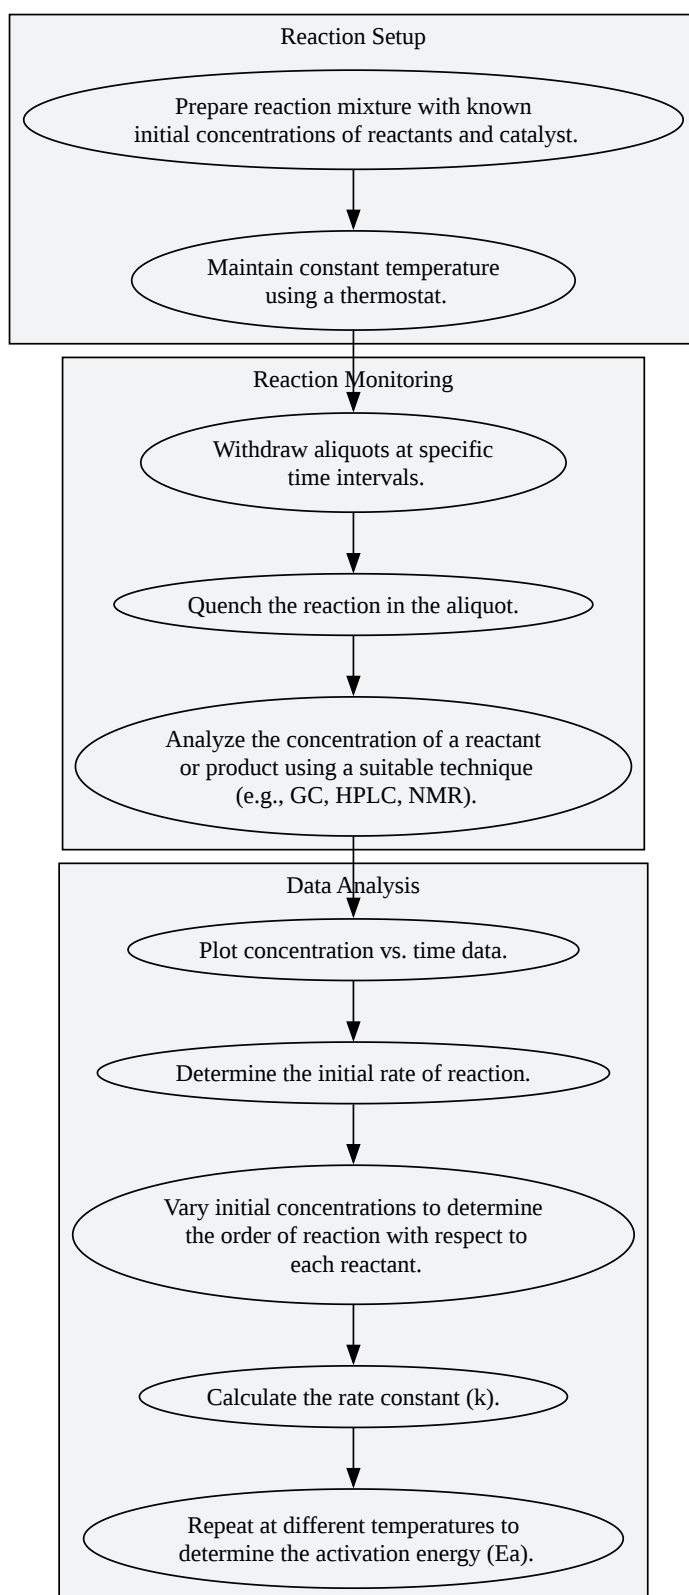 Reaction Setup
Prepare reaction mixture with known
initial concentrations of reactants and catalyst.
Maintain constant temperature
using a thermostat.
Reaction Monitoring
Withdraw aliquots at specific
time intervals.
Quench the reaction in the aliquot.
Analyze the concentration of a reactant
or product using a suitable technique
(e.g., GC, HPLC, NMR).
Data Analysis
Plot concentration vs. time data.
Determine the initial rate of reaction.
Vary initial concentrations to determine
the order of reaction with respect to
each reactant.
Calculate the rate constant (k).
Repeat at different temperatures to
determine the activation energy (Ea).